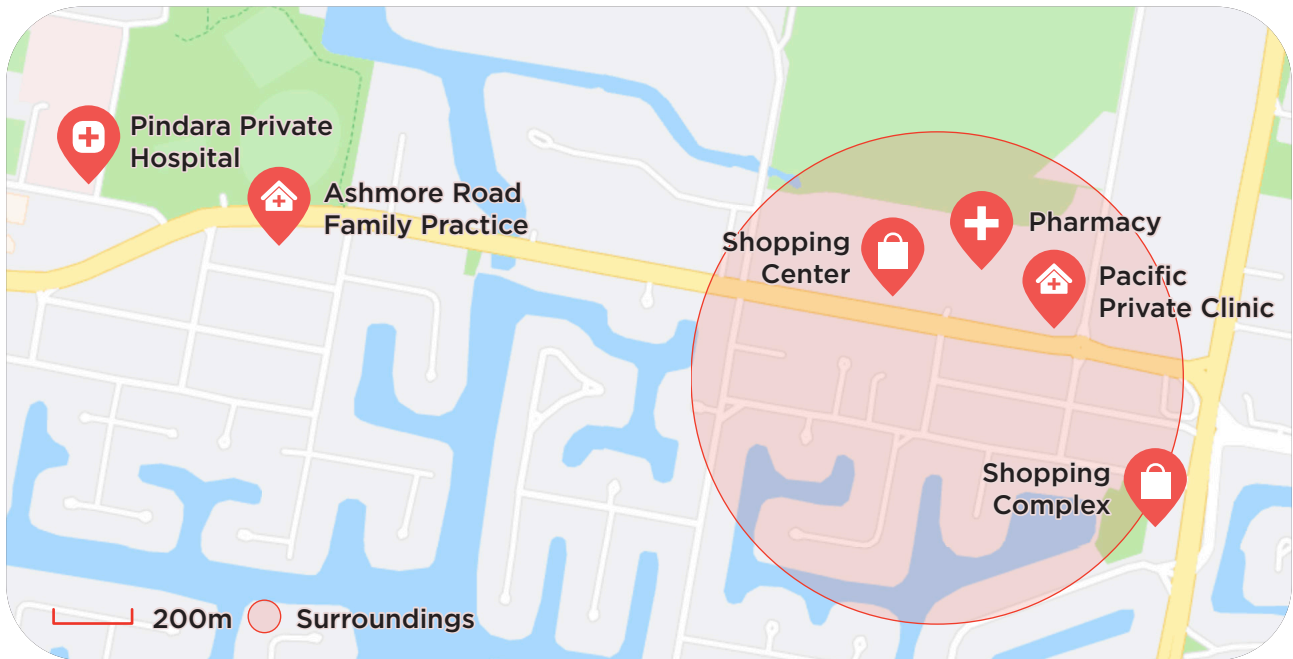 Pindara Private
Hospital
Ashmore Road
Family Practice
Shopping
Center
Pharmacy
Pacific
Private Clinic
Shopping
Complex
200m
Surroundings